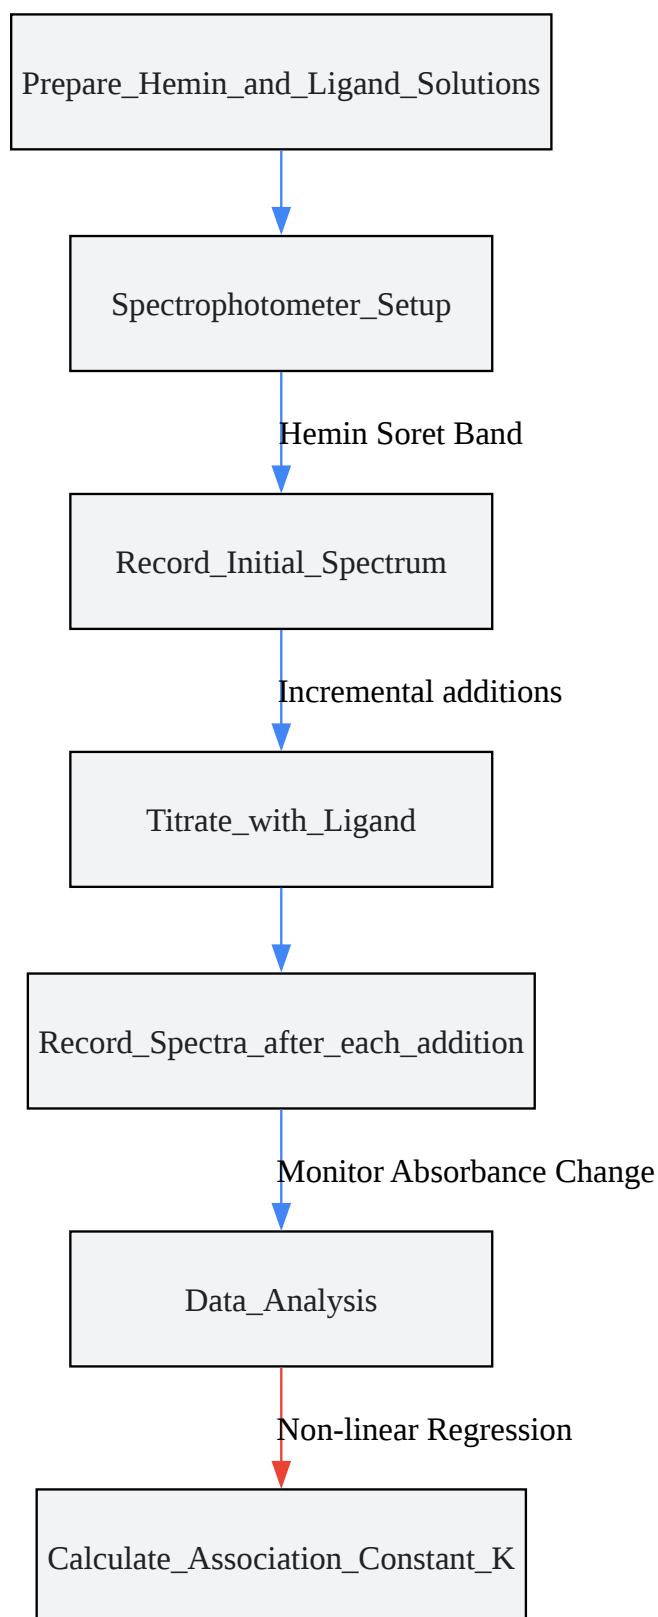 Prepare_Hemin_and_Ligand_Solutions
Spectrophotometer_Setup
Hemin Soret Band
Record_Initial_Spectrum
Incremental additions
Titrate_with_Ligand
Record_Spectra_after_each_addition
Monitor Absorbance Change
Data_Analysis
Non-linear Regression
Calculate_Association_Constant_K